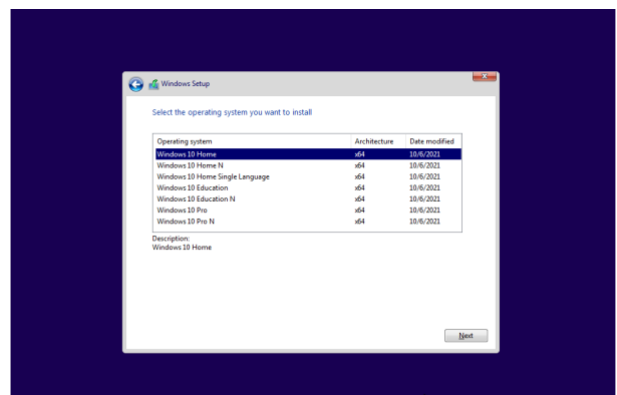 Windows Setup
Select the operating system you want to install
Operating system Architecture Date modified
Windows 10 Home x64 10/6/2021
Windows 10 Home N x64 10/6/2021
Windows 10 Home Single Language x64 10/6/2021
Windows 10 Education x64 10/6/2021
Windows 10 Education N x64 10/6/2021
Windows 10 Pro x64 10/6/2021
Windows 10 Pro N x64 10/6/2021
Description:
Windows 10 Home
Next